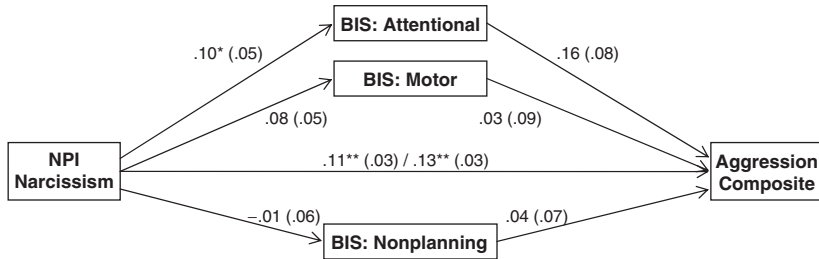 BIS: Attentional
.10* (.05)
.16 (.08)
BIS: Motor
.08 (.05)
.03 (.09)
NPI
Narcissism
.11** (.03) / .13** (.03)
Aggression
Composite
–.01 (.06)
.04 (.07)
BIS: Nonplanning